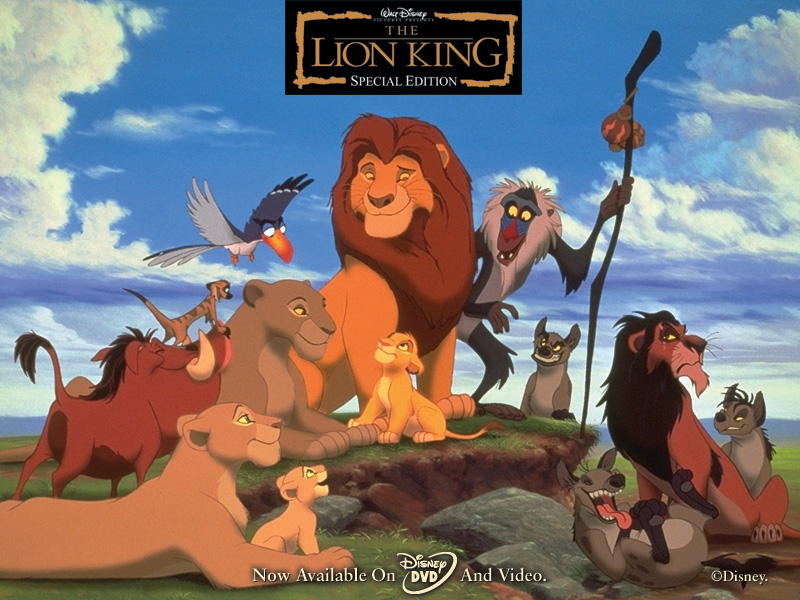 Walt Disney
PICTURES PRESENTS
THE
LION KING
SPECIAL EDITION
Now Available On Disney DVD And Video.
©Disney.